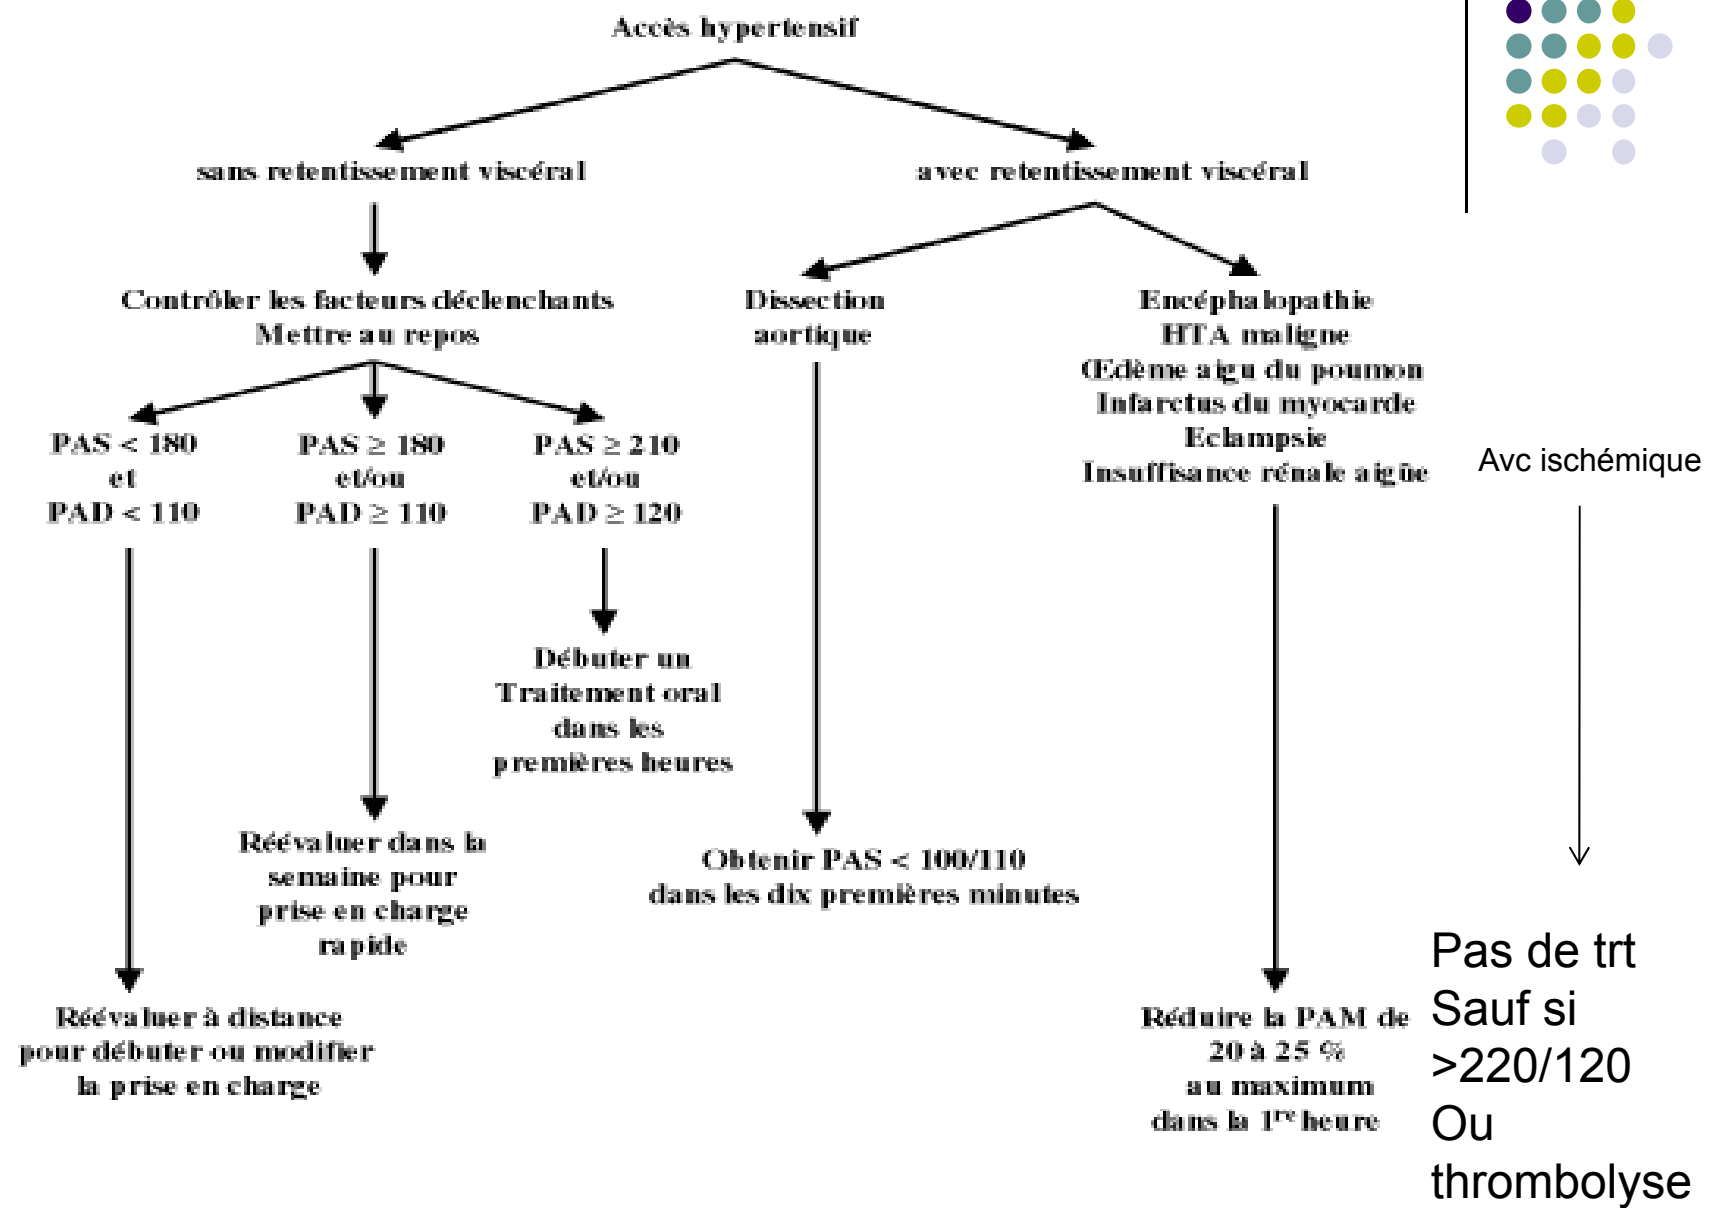 Accès hypertensif
sans retentissement viscéral
avec retentissement viscéral
Contrôler les facteurs déclenchants
Mettre au repos
Dissection
aortique
Encéphalopathie
HTA maligne
Œdème aigu du poumon
Infarctus du myocarde
Eclampsie
Insuffisance rénale aigüe
Avc ischémique
PAS < 180
et
PAD < 110
PAS ≥ 180
et/ou
PAD ≥ 110
PAS ≥ 210
et/ou
PAD ≥ 120
Débuter un
Traitement oral
dans les
premières heures
Réévaluer dans la
semaine pour
prise en charge
rapide
Obtenir PAS < 100/110
dans les dix premières minutes
Réévaluer à distance
pour débuter ou modifier
la prise en charge
Réduire la PAM de
20 à 25 %
au maximum
dans la 1re heure
Pas de trt
Sauf si
>220/120
Ou
thrombolyse